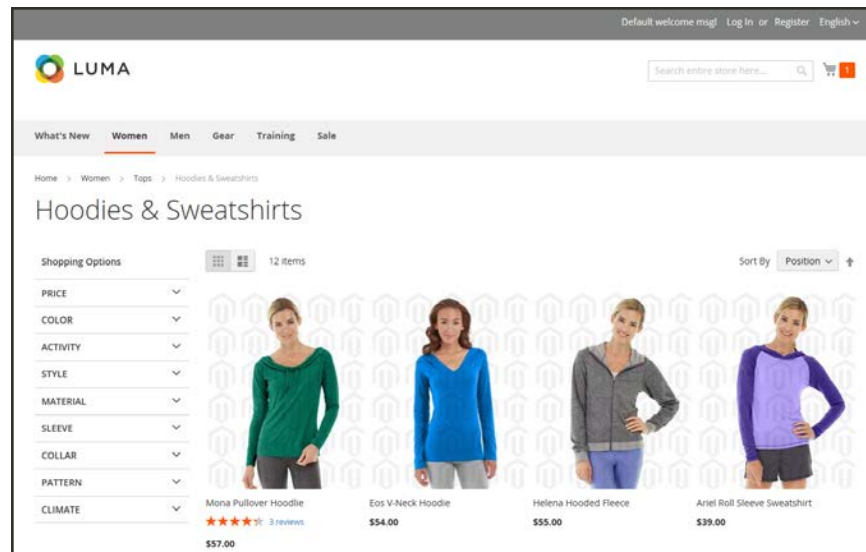 Default welcome msg! Log In or Register English
LUMA
Search entire store here...
1
What's New Women Men Gear Training Sale
Home > Women > Tops > Hoodies & Sweatshirts
Hoodies & Sweatshirts
Shopping Options
12 items
Sort By Position
PRICE
COLOR
ACTIVITY
STYLE
MATERIAL
SLEEVE
COLLAR
PATTERN
CLIMATE
Mona Pullover Hoodlie
3 reviews
$57.00
Eos V-Neck Hoodie
$54.00
Helena Hooded Fleece
$55.00
Ariel Roll Sleeve Sweatshirt
$39.00